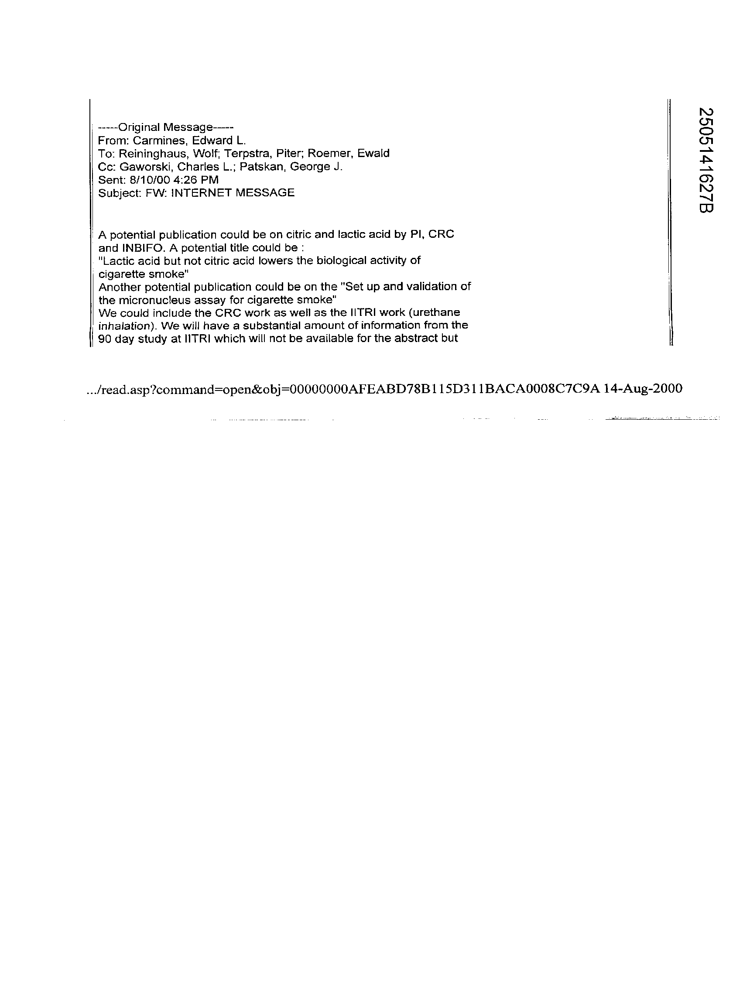 -----Original Message-----
From: Carmines, Edward L.
To: Reininghaus, Wolf; Terpstra, Piter; Roemer, Ewald
Cc: Gaworski, Charles L.; Patskan, George J.
Sent: 8/10/00 4:26 PM
Subject: FW: INTERNET MESSAGE
A potential publication could be on citric and lactic acid by PI, CRC
and INBIFO. A potential title could be :
"Lactic acid but not citric acid lowers the biological activity of
cigarette smoke"
Another potential publication could be on the "Set up and validation of
the micronucleus assay for cigarette smoke"
We could include the CRC work as well as the IITRI work (urethane
inhalation). We will have a substantial amount of information from the
90 day study at IITRI which will not be available for the abstract but
.../read.asp?command=open&obj=00000000AFEABD78B115D311BACA0008C7C9A 14-Aug-2000
2505141627B